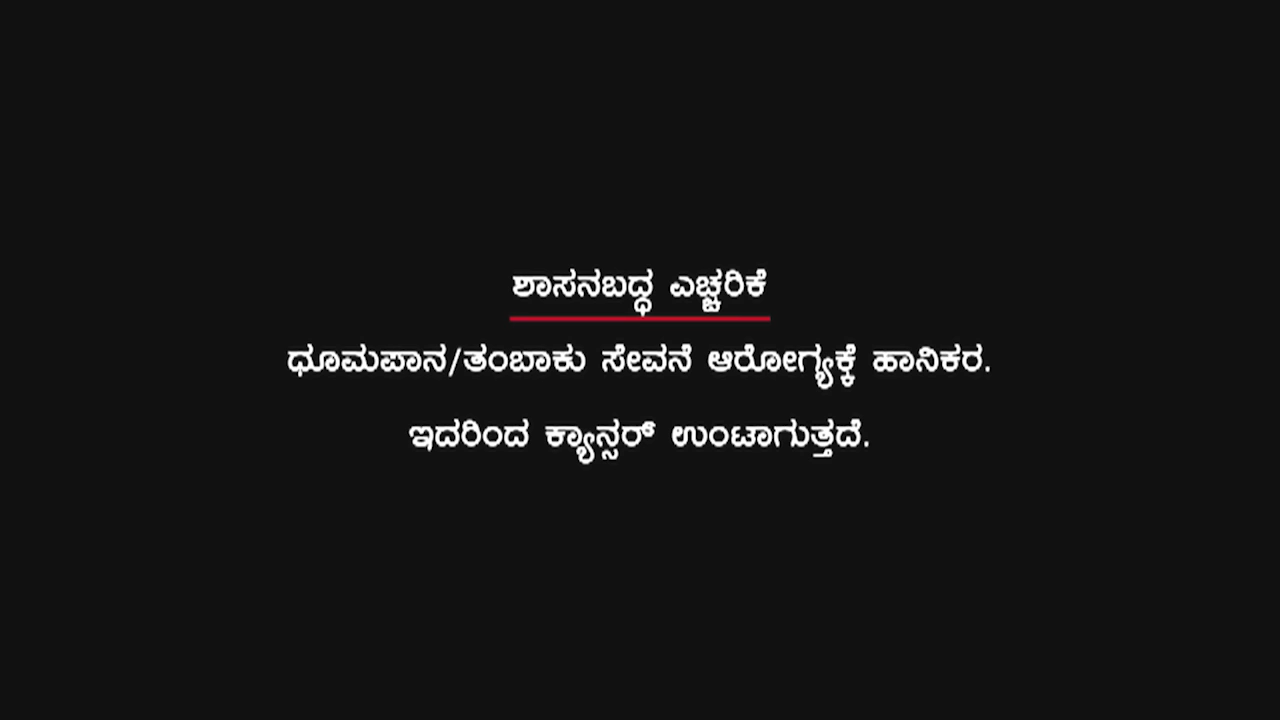 ಶಾಸನಬದ್ಧ ಎಚ್ಚರಿಕೆ
ಧೂಮಪಾನ/ತಂಬಾಕು ಸೇವನೆ ಆರೋಗ್ಯಕ್ಕೆ ಹಾನಿಕರ.
ಇದರಿಂದ ಕ್ಯಾನ್ಸರ್ ಉಂಟಾಗುತ್ತದೆ.